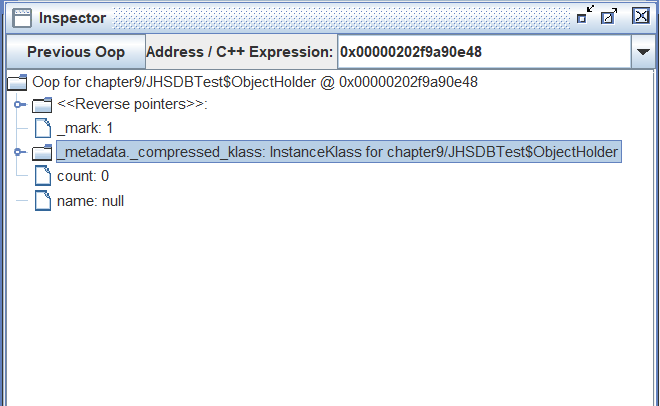 Inspector
Previous Oop Address / C++ Expression: 0x00000202f9a90e48
Oop for chapter9/JHSDBTest$ObjectHolder @ 0x00000202f9a90e48
<<Reverse pointers>>:
_mark: 1
_metadata._compressed_klass: InstanceKlass for chapter9/JHSDBTest$ObjectHolder
count: 0
name: null